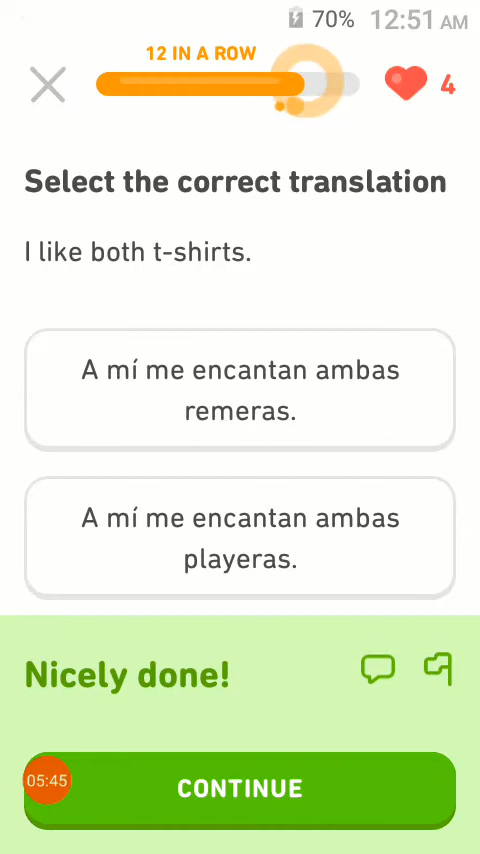 70% 12:51 AM
12 IN A ROW
4
Select the correct translation
I like both t-shirts.
A mí me encantan ambas
remeras.
A mí me encantan ambas
playeras.
Nicely done!
05:45
CONTINUE